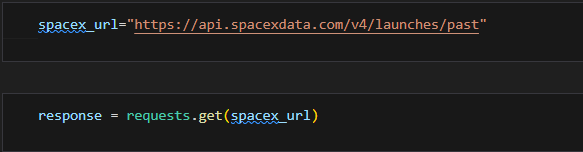 spacex_url="https://api.spacexdata.com/v4/launches/past"
response = requests.get(spacex_url)